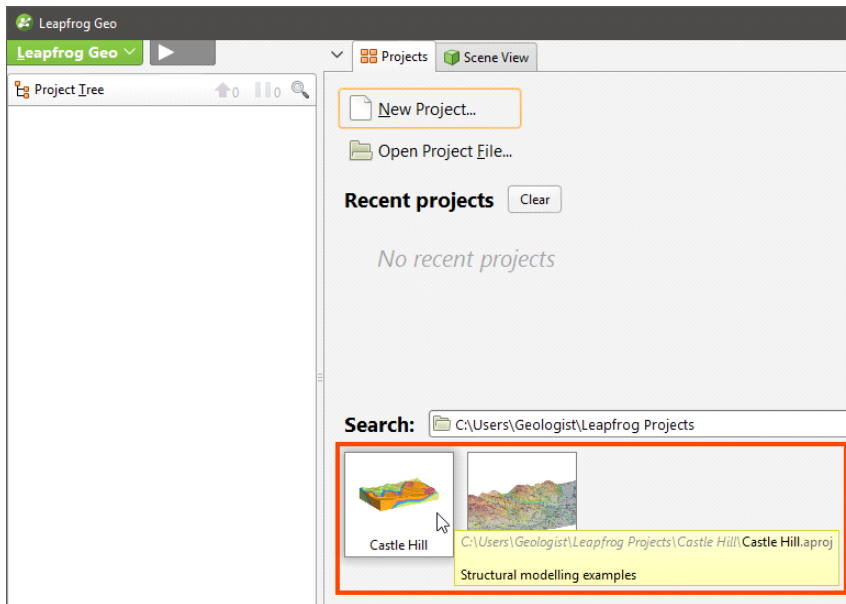 Leapfrog Geo
Leapfrog Geo
Projects
Scene View
Project Tree
0
0
New Project...
Open Project File...
Recent projects
Clear
No recent projects
Search:
C:\Users\Geologist\Leapfrog Projects
Castle Hill
C:\Users\Geologist\Leapfrog Projects\Castle Hill\Castle Hill.aproj
Structural modelling examples